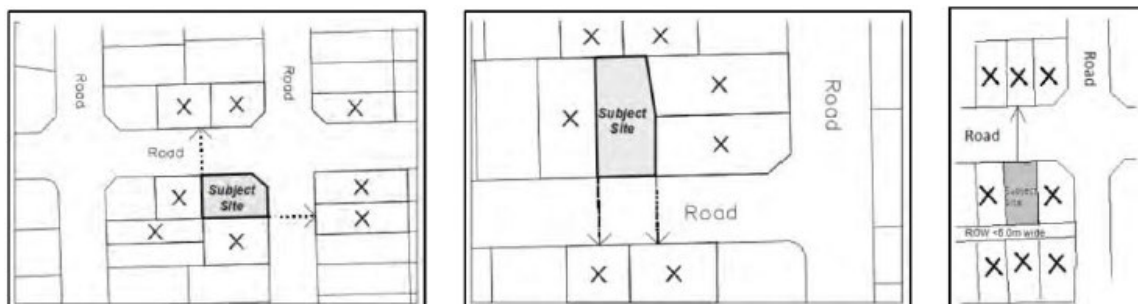 Road
Road
X X X
Road
X
Subject
Site
X
X
X
X
X X
X
Subject
Site
X
X
Road
Road
X X
X X X
Road
Road
X
Subject
Site
X
ROW <6.0m wide
X X X